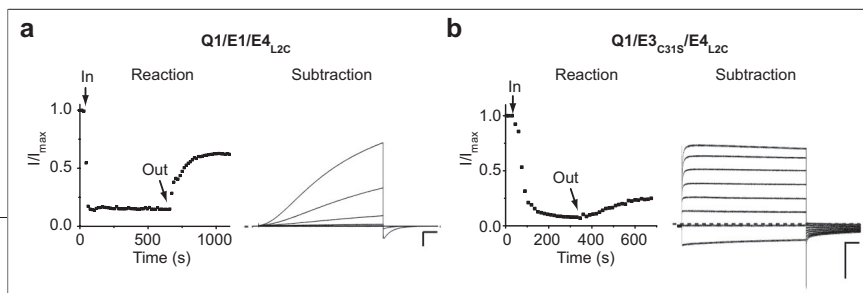 a
Q1/E1/E4L2C
In
Reaction
Subtraction
I/Imax
1.0
0.5
0.0
Out
0
500
1000
Time (s)
b
Q1/E3C31S/E4L2C
In
Reaction
Subtraction
I/Imax
1.0
0.5
0.0
Out
0 200 400 600
Time (s)